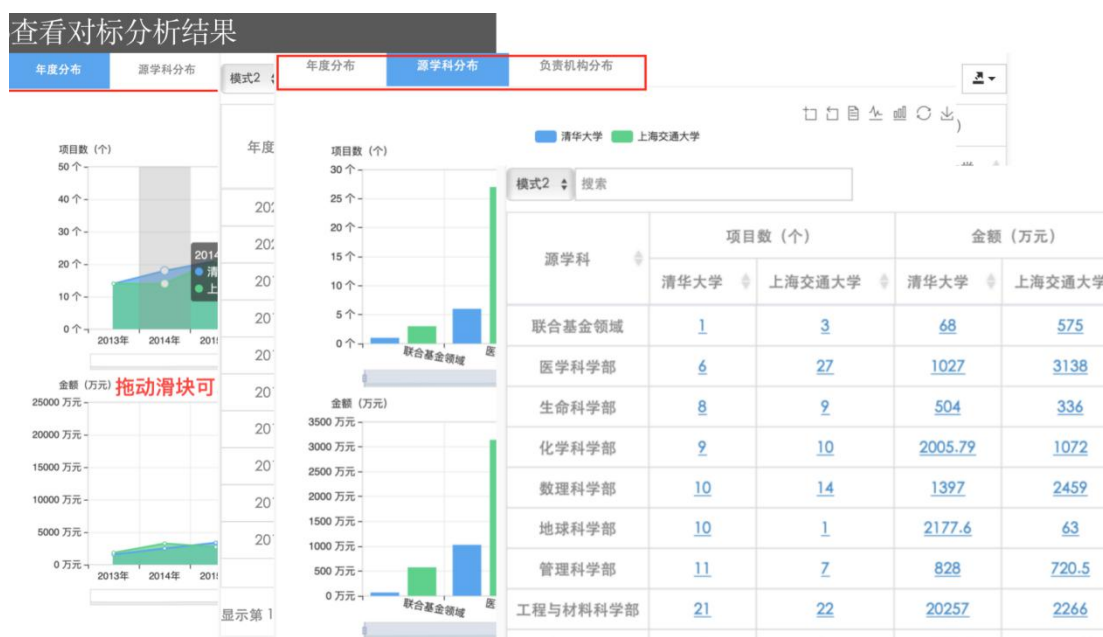 查看对标分析结果
年度分布 源学科分布
模式2
年度分布 源学科分布 负责机构分布
项目数（个）
50 个
40 个
30 个
20 个
10 个
0 个
2013年 2014年
2014
金额（万元）
拖动滑块可
25000 万元
20000 万元
15000 万元
10000 万元
5000 万元
0 万元
2013年 2014年
年度
显示第 1
清华大学 上海交通大学
项目数（个）
30 个
25 个
20 个
15 个
10 个
5 个
0 个
联合基金领域
金额（万元）
3500 万元
3000 万元
2500 万元
2000 万元
1500 万元
1000 万元
500 万元
0 万元
联合基金领域
模式2 搜索
源学科 项目数（个） 金额（万元）
清华大学 上海交通大学 清华大学 上海交通大学
联合基金领域 1 3 68 575
医学科学部 6 27 1027 3138
生命科学部 8 9 504 336
化学科学部 9 10 2005.79 1072
数理科学部 10 14 1397 2459
地球科学部 10 1 2177.6 63
管理科学部 11 7 828 720.5
工程与材料科学部 21 22 20257 2266